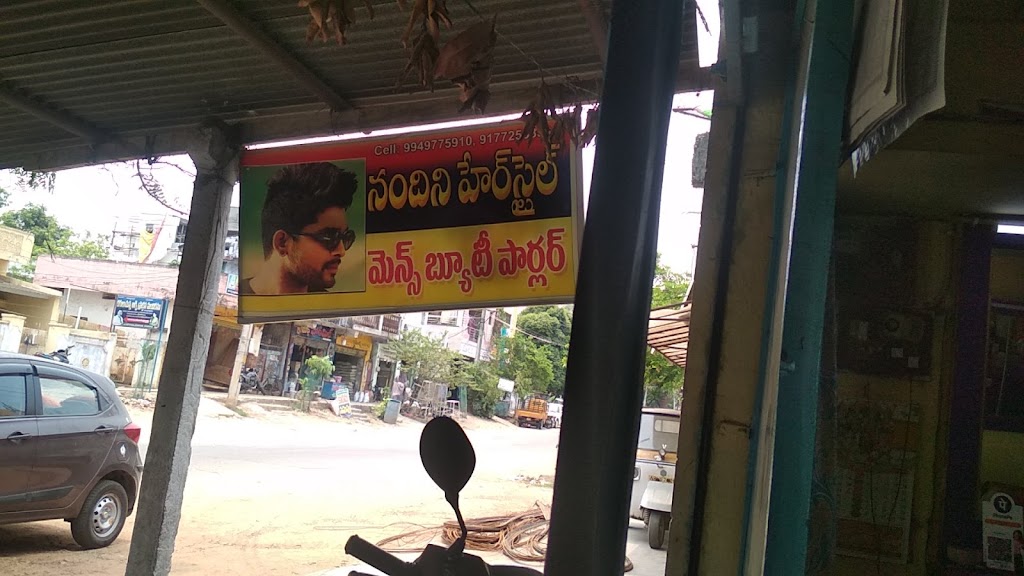 Cell 9949775910, 917725
నందిని హేర్‌స్టైల్
మెన్స్ బ్యూటీ పార్లర్